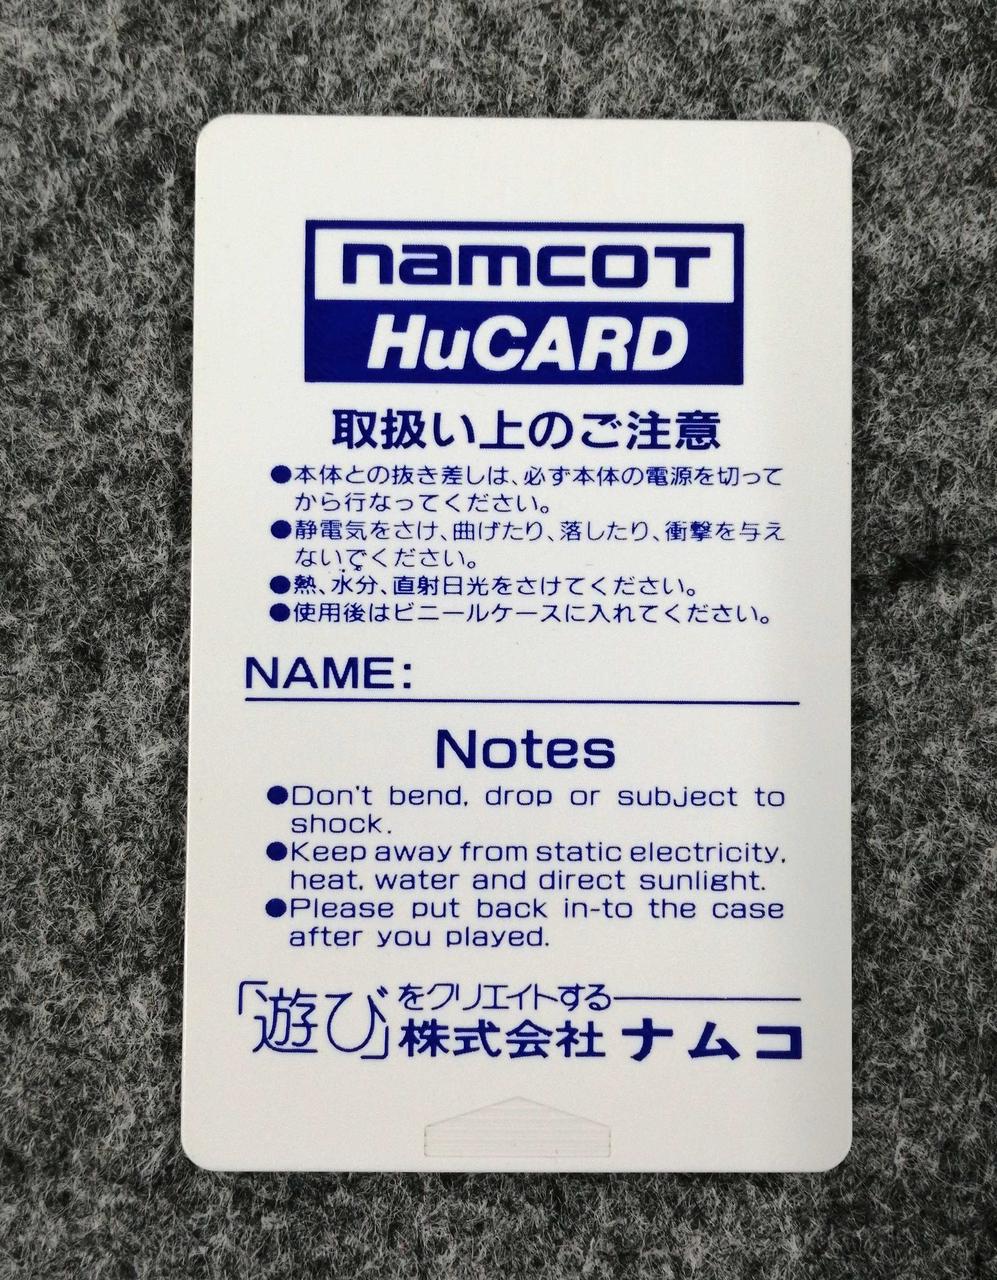 namcot
HuCARD
取扱い上のご注意
●本体との抜き差しは、必ず本体の電源を切って
から行なってください。
●静電気をさけ、曲げたり、落したり、衝撃を与え
ないでください。
●熱、水分、直射日光をさけてください。
●使用後はビニールケースに入れてください。
NAME:
Notes
●Don't bend, drop or subject to
shock.
●Keep away from static electricity,
heat, water and direct sunlight.
●Please put back in-to the case
after you played.
「遊び」をクリエイトする
株式会社 ナムコ